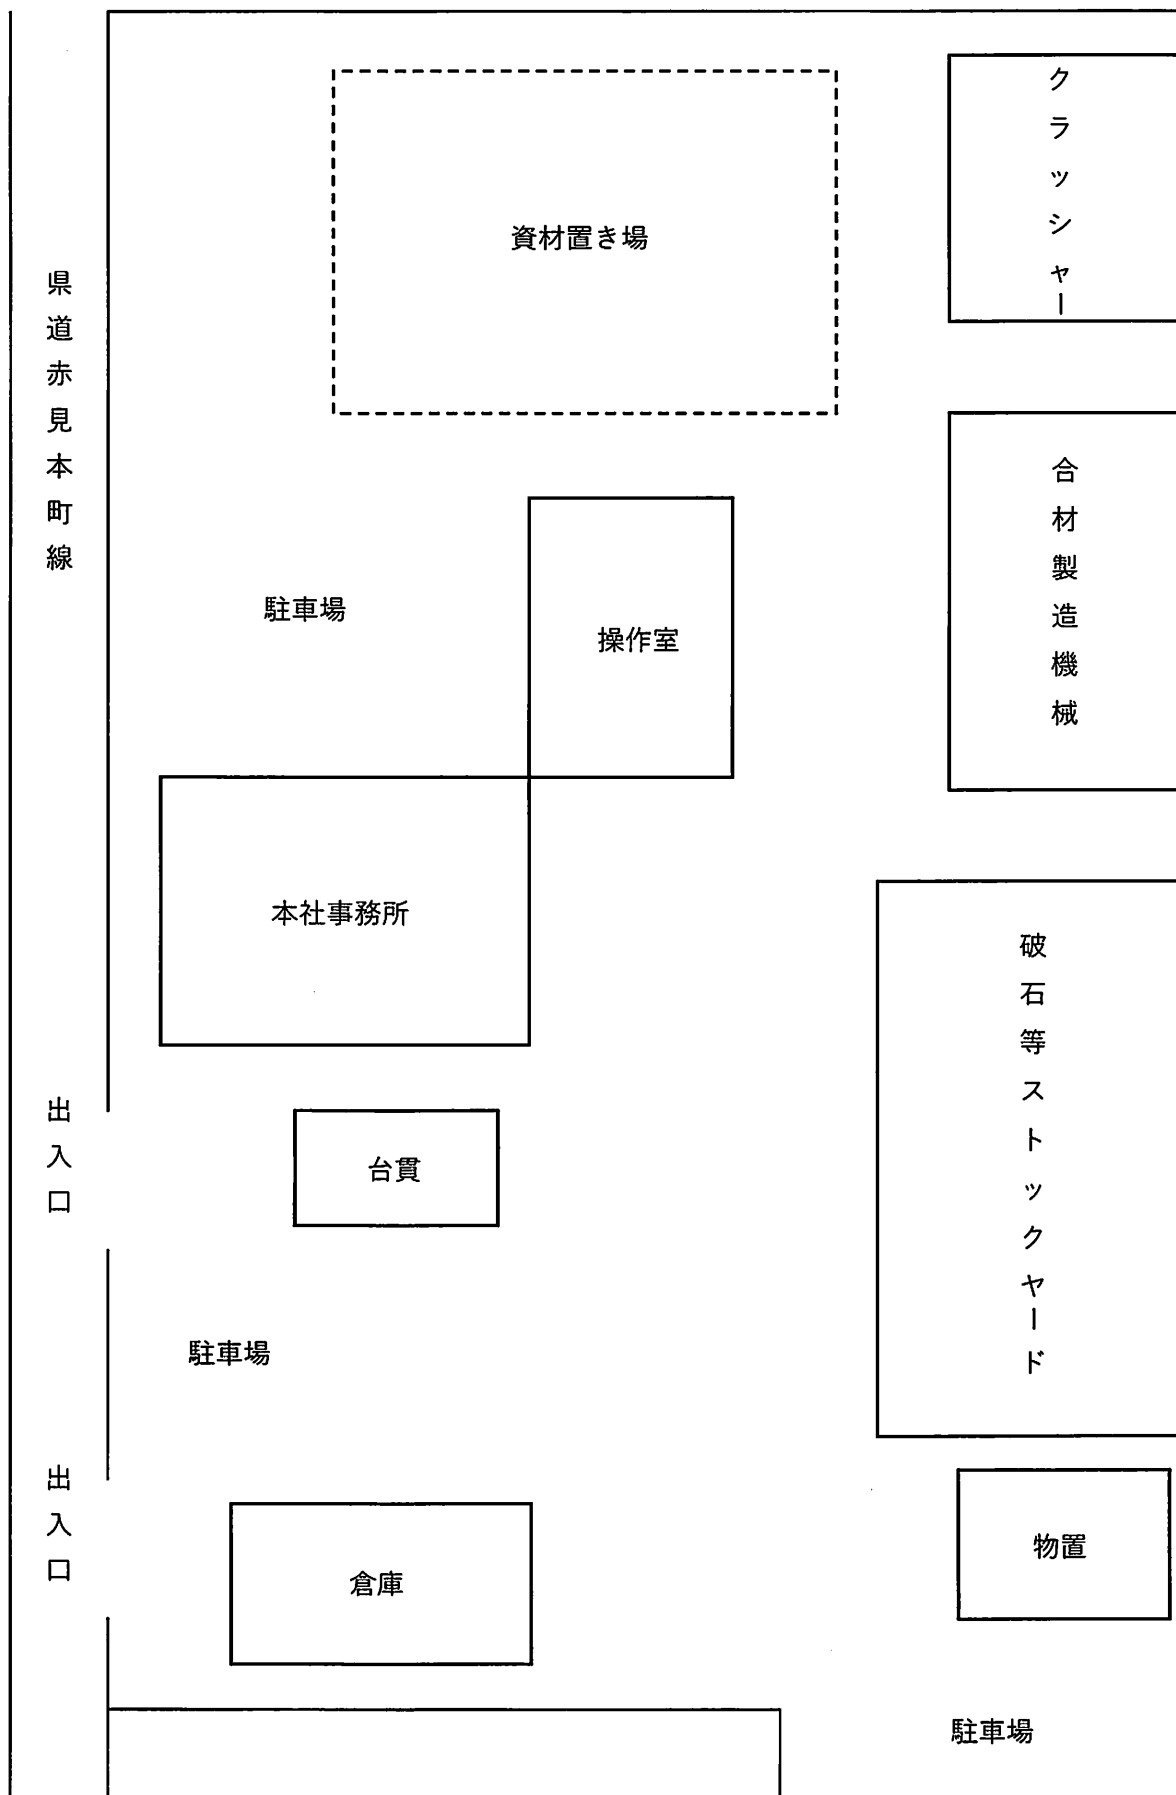 県道赤見本町線
資材置き場
クラッシャー
合材製造機械
駐車場
操作室
本社事務所
破石等ストックヤード
出入口
台貫
駐車場
出入口
倉庫
物置
駐車場